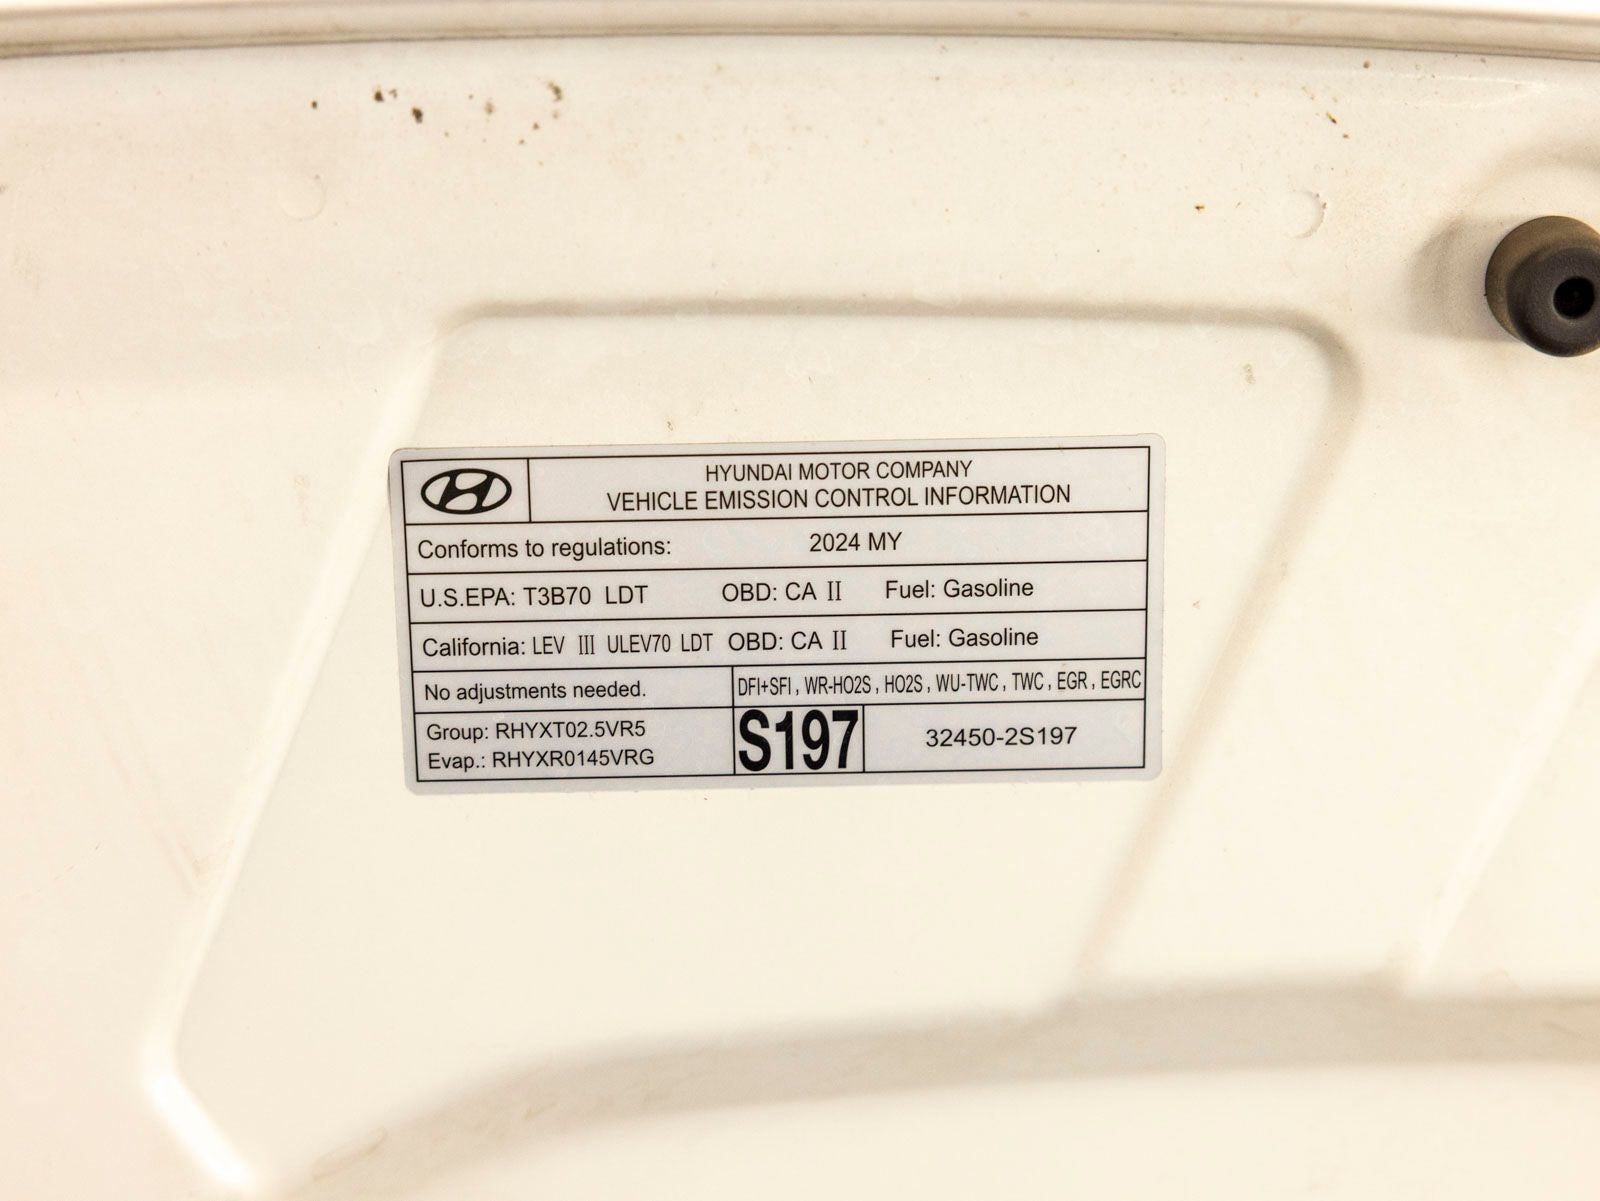 HYUNDAI MOTOR COMPANY
VEHICLE EMISSION CONTROL INFORMATION
Conforms to regulations: 2024 MY
U.S.EPA: T3B70 LDT OBD: CA II Fuel: Gasoline
California: LEV III ULEV70 LDT OBD: CA II Fuel: Gasoline
No adjustments needed. DFI+SFI , WR-HO2S , HO2S , WU-TWC , TWC , EGR , EGRC
Group: RHYXT02.5VR5
Evap.: RHYXR0145VRG
S197
32450-2S197